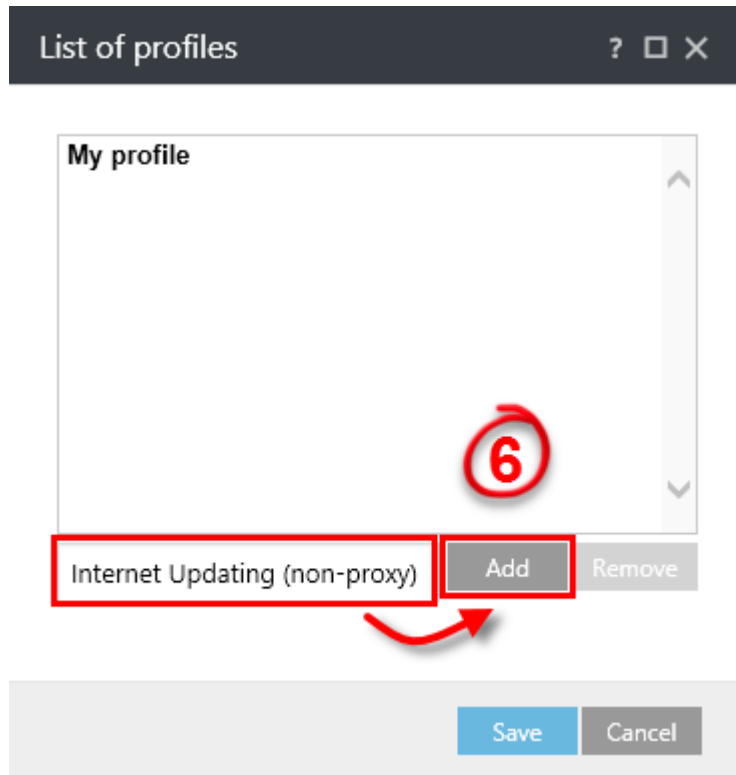 List of profiles ?
My profile
6
Internet Updating (non-proxy) Add Remove
Save Cancel